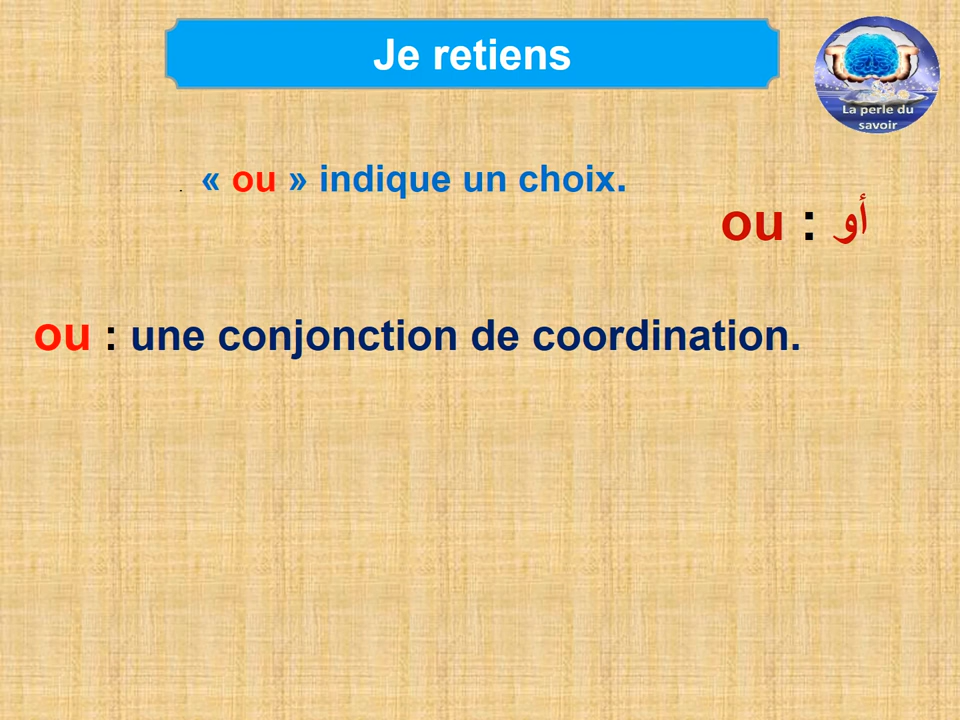 Je retiens
La perle du
savoir
. « ou » indique un choix.
ou : أو
ou : une conjonction de coordination.